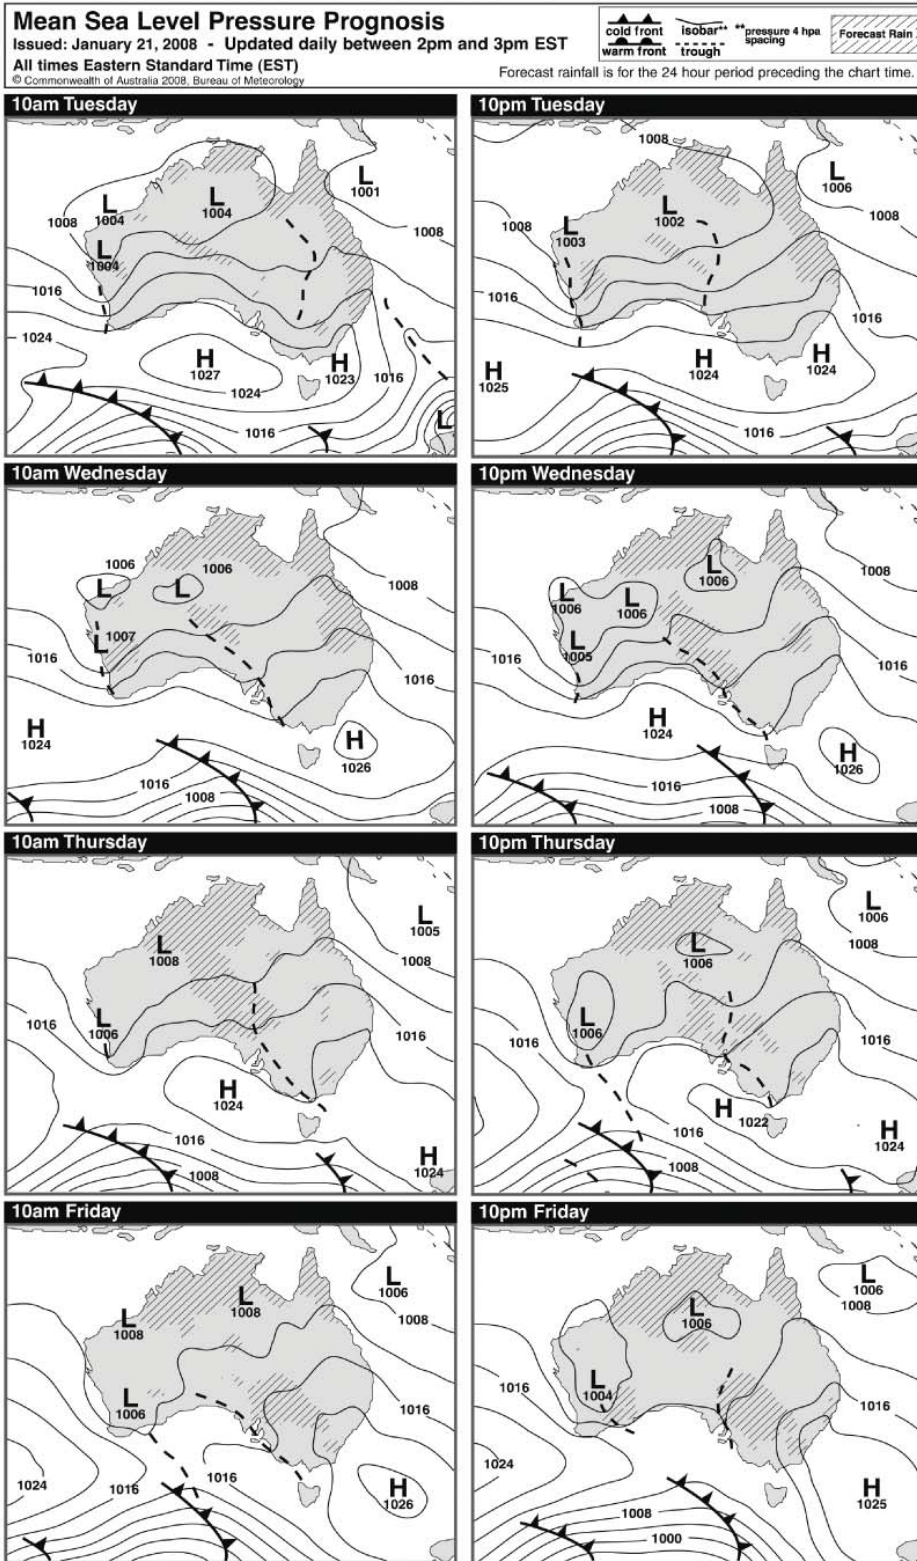 Mean Sea Level Pressure Prognosis
Issued: January 21, 2008 - Updated daily between 2pm and 3pm EST
All times Eastern Standard Time (EST)
© Commonwealth of Australia 2008, Bureau of Meteorology
cold front
warm front
isobar**
trough
**pressure 4 hpa
spacing
Forecast Rain
Forecast rainfall is for the 24 hour period preceding the chart time.
10am Tuesday
L
1001
L
1004
L
1004
1008
1008
L
1004
1016
1024
H
1027
H
1023
1016
1024
L
1016
10pm Tuesday
1008
L
1006
L
1002
1008
1008
L
1003
1016
1016
H
1025
H
1024
H
1024
1016
10am Wednesday
1006
L
1006
L
1008
1007
L
1016
1016
H
1024
H
1026
1016
1008
10pm Wednesday
L
1006
1008
L
1006
L
1006
L
1005
1016
1016
H
1024
H
1026
1016
1008
10am Thursday
L
1005
L
1008
1008
L
1006
1016
1016
H
1024
1016
H
1024
1008
10pm Thursday
L
1006
L
1006
1008
L
1006
1016
1016
H
1022
1016
H
1024
1008
10am Friday
L
1006
L
1008
L
1008
1008
L
1006
1016
1024
1016
1016
H
1026
10pm Friday
L
1006
1008
L
1006
L
1004
1016
1016
1024
H
1025
1008
1000